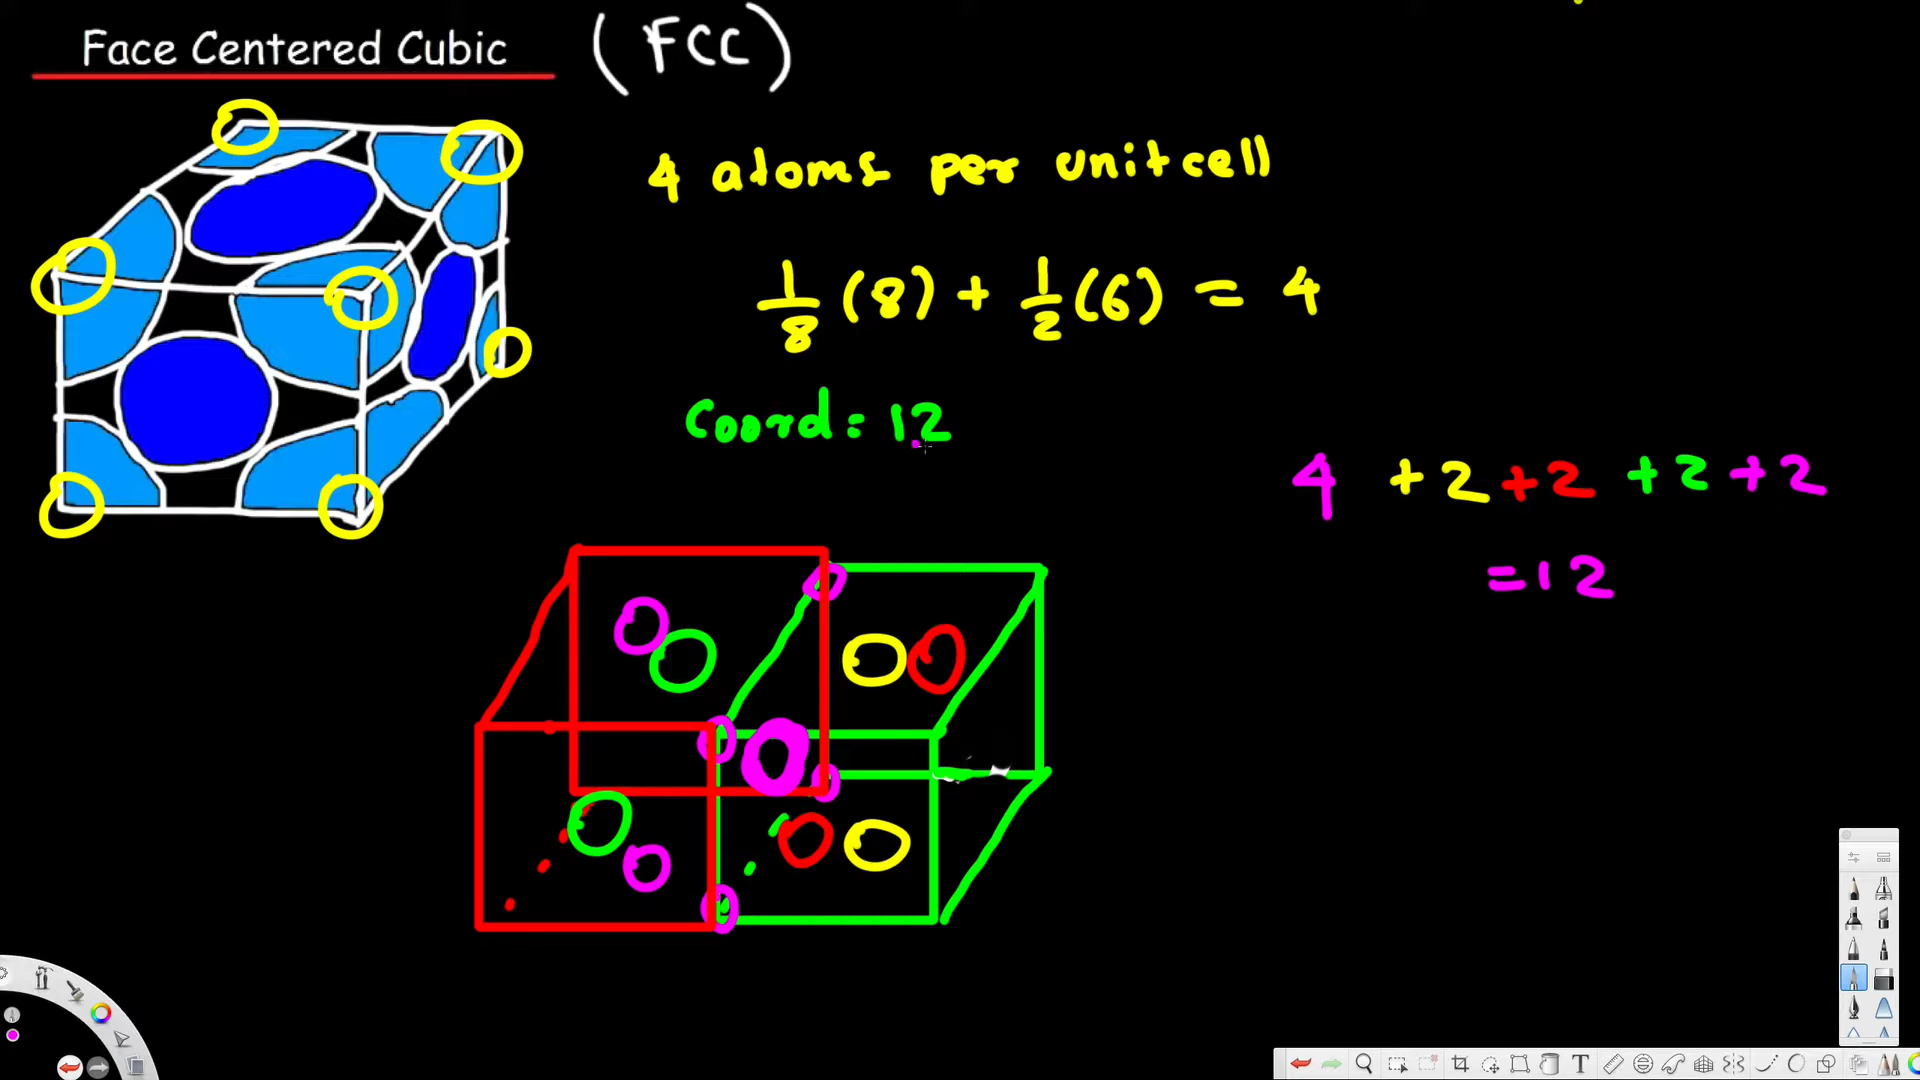 Face Centered Cubic (FCC)
4 atoms per unit cell
1/8 (8) + 1/2 (6) = 4
Coord = 12
4 +2 +2 +2 +2
=12
T